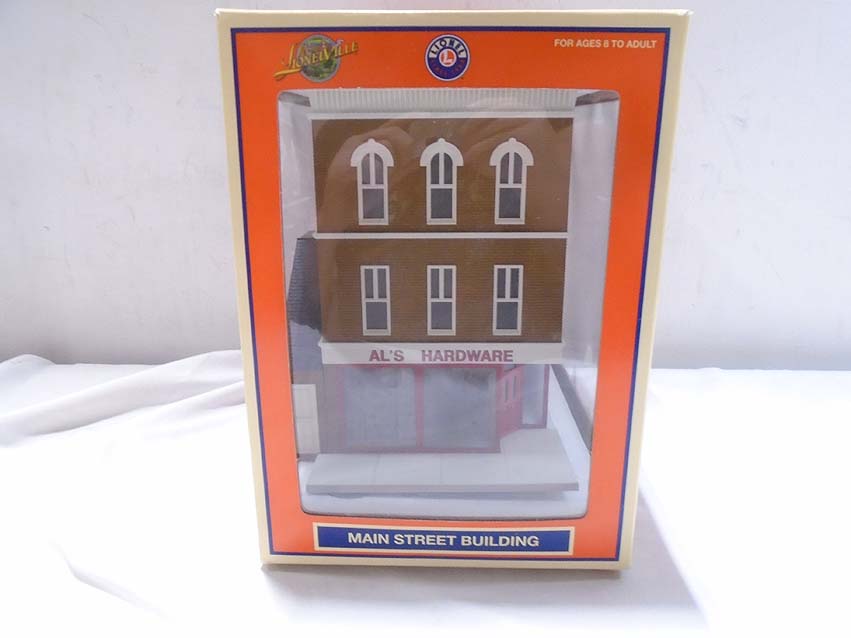 LIONELVILLE
LIONEL
L
FOR AGES 8 TO ADULT
AL'S HARDWARE
MAIN STREET BUILDING